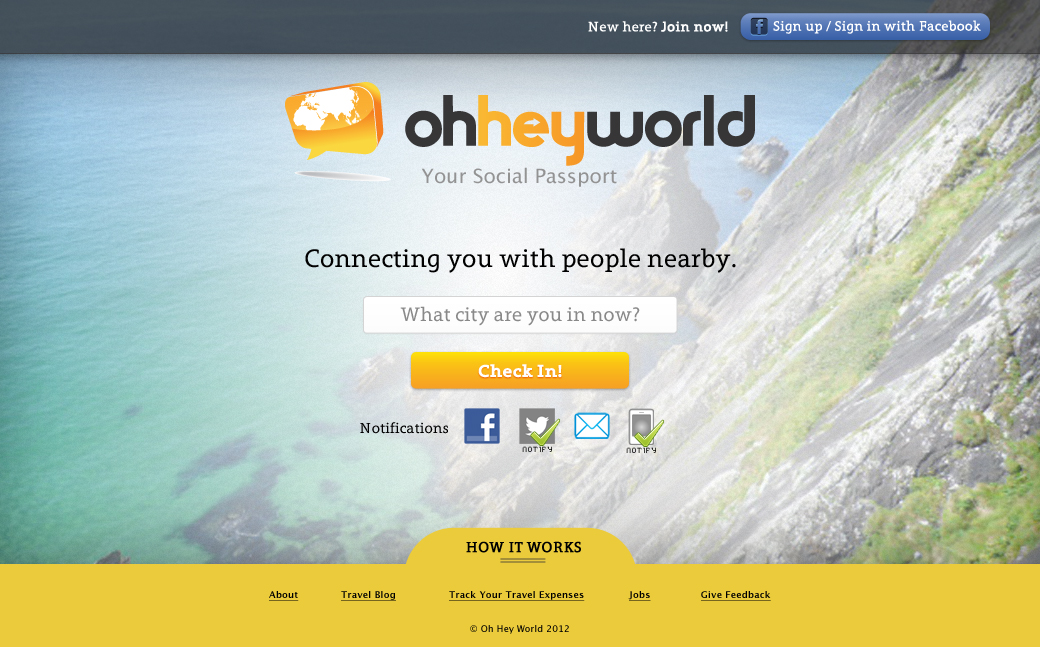 New here? Join now!
Sign up / Sign in with Facebook
ohheyworld
Your Social Passport
Connecting you with people nearby.
What city are you in now?
Check In!
Notifications
NOTIFY
NOTIFY
HOW IT WORKS
About Travel Blog Track Your Travel Expenses Jobs Give Feedback
© Oh Hey World 2012